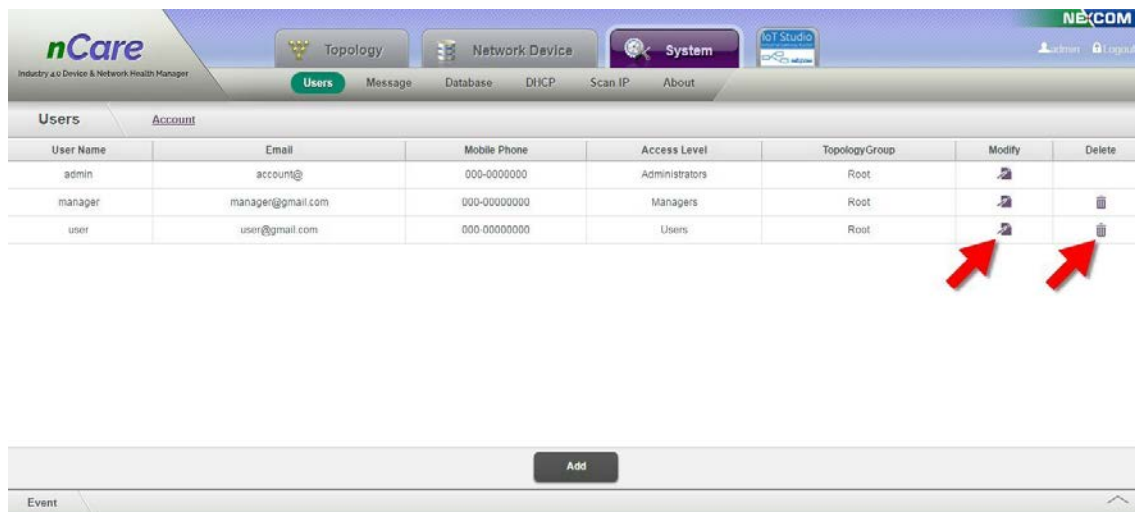 NEXCOM
nCare
Industry 4.0 Device & Network Health Manager
Topology
Network Device
System
IoT Studio
admin
Logout
Users
Message
Database
DHCP
Scan IP
About
Users
Account
User Name Email Mobile Phone Access Level TopologyGroup Modify Delete
admin account@ 000-0000000 Administrators Root
manager manager@gmail.com 000-00000000 Managers Root
user user@gmail.com 000-00000000 Users Root
Add
Event